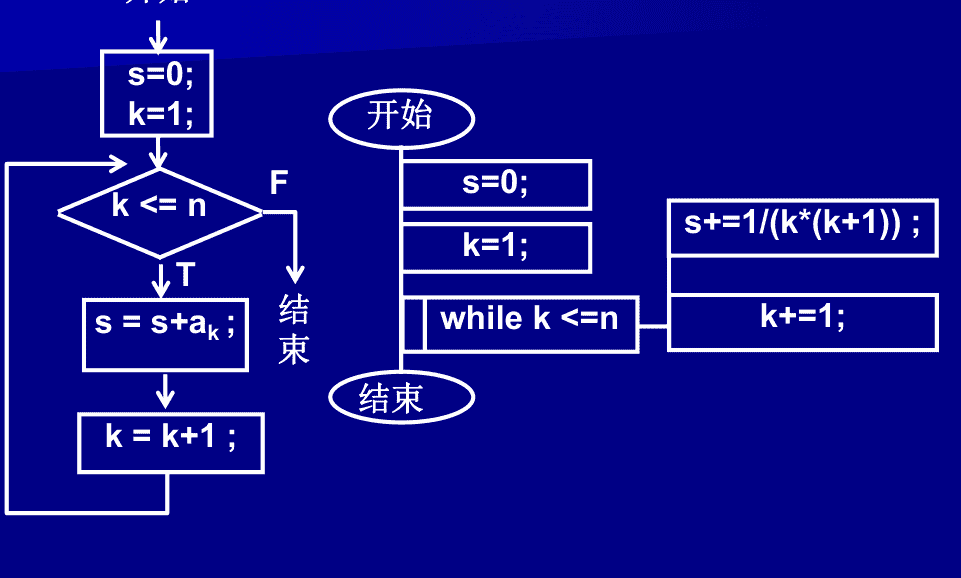 s=0;
k=1;
k <= n
F
T
s = s+ak ;
k = k+1 ;
结
束
开始
s=0;
k=1;
while k <=n
s+=1/(k*(k+1)) ;
k+=1;
结束